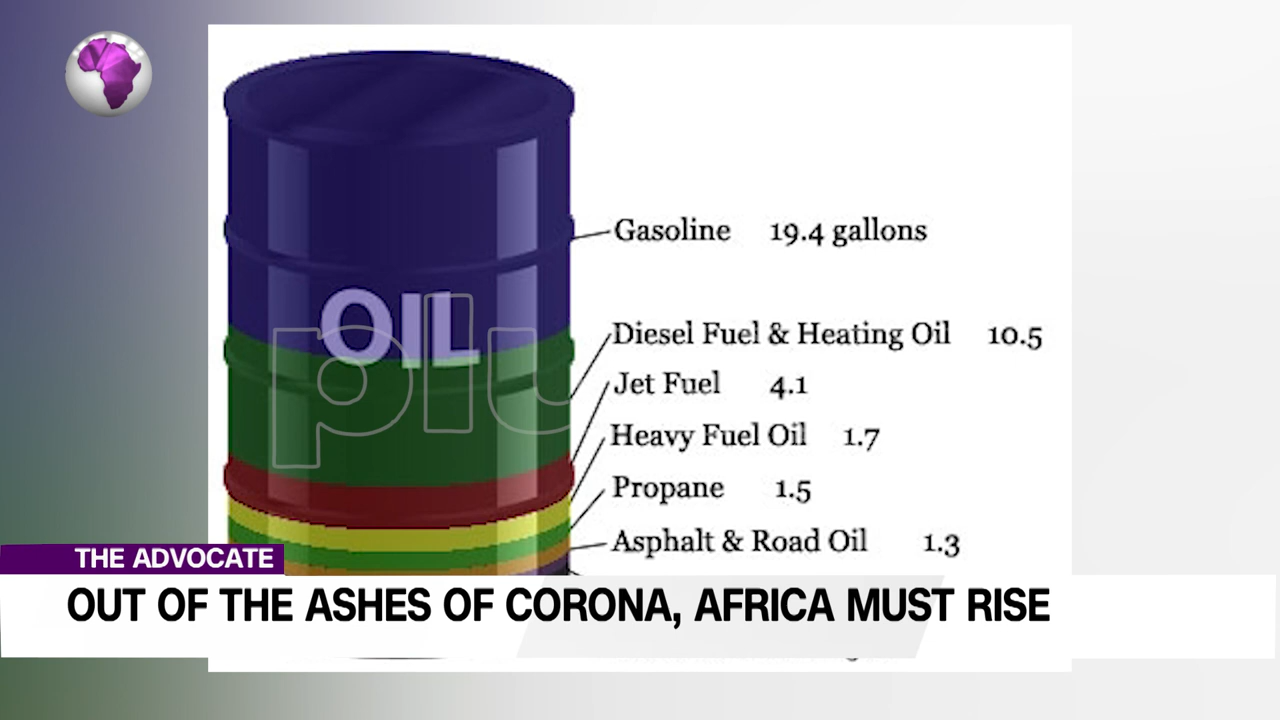 Gasoline 19.4 gallons
OIL
plu
Diesel Fuel & Heating Oil 10.5
Jet Fuel 4.1
Heavy Fuel Oil 1.7
Propane 1.5
Asphalt & Road Oil 1.3
THE ADVOCATE
OUT OF THE ASHES OF CORONA, AFRICA MUST RISE